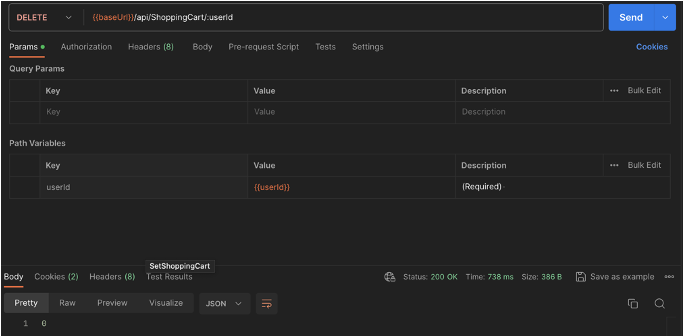 DELETE {{baseUrl}}/api/ShoppingCart/:userId Send
Params Authorization Headers (8) Body Pre-request Script Tests Settings Cookies
Query Params
Key Value Description ••• Bulk Edit
Key Value Description
Path Variables
Key Value Description ••• Bulk Edit
userId {{userId}} (Required)
SetShoppingCart
Body Cookies (2) Headers (8) Test Results Status: 200 OK Time: 738 ms Size: 386 B Save as example •••
Pretty Raw Preview Visualize JSON
1 0